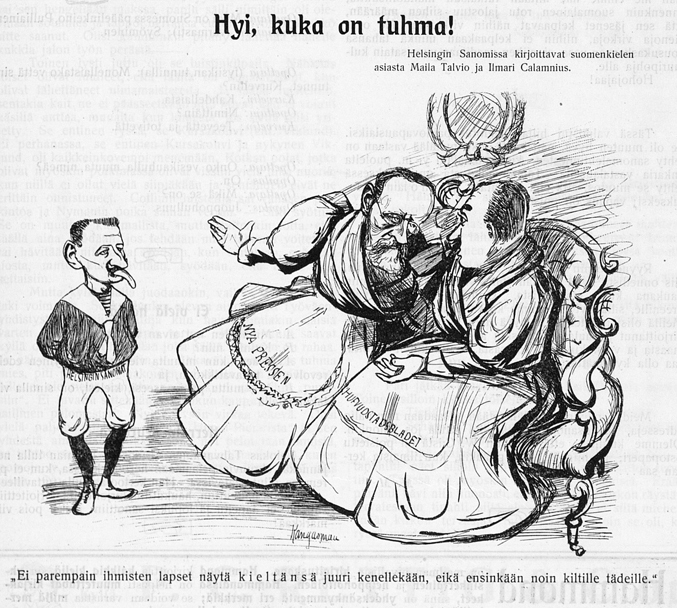 Hyi, kuka on tuhma!
Helsingin Sanomissa kirjoittavat suomenkielen
asiasta Maila Talvio ja Ilmari Calamnius.
HELSINGIN SANOMAT
NYA PRESSEN
HUFVUDSTADSBLADET
„Ei parempain ihmisten lapset näytä kieltänsä juuri kenellekään, eikä ensinkään noin kiltille tädeille.“